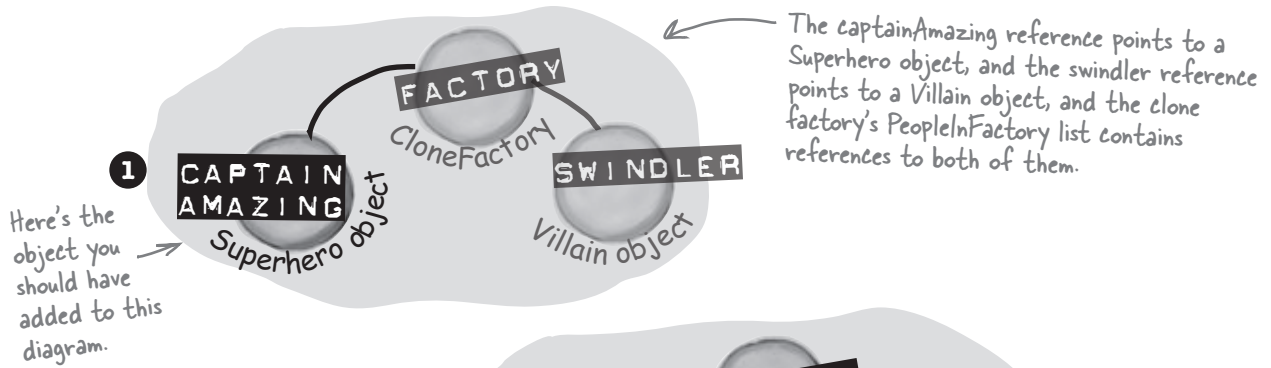 The captainAmazing reference points to a
Superhero object, and the swindler reference
points to a Villain object, and the clone
factory's PeopleInFactory list contains
references to both of them.
FACTORY
CloneFactory
SWINDLER
Villain object
1
CAPTAIN
AMAZING
Superhero object
Here's the
object you
should have
added to this
diagram.